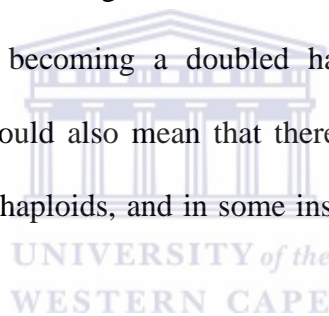 becoming a doubled ha
ould also mean that there
haploids, and in some ins
UNIVERSITY of the
WESTERN CAPE